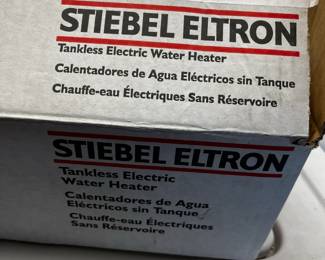 STIEBEL ELTRON
Tankless Electric Water Heater
Calentadores de Agua Eléctricos sin Tanque
Chauffe-eau Électriques Sans Réservoire
STIEBEL ELTRON
Tankless Electric
Water Heater
Calentadores de Agua
Eléctricos sin Tanque
Chauffe-eau Électriques
Sans Réservoire